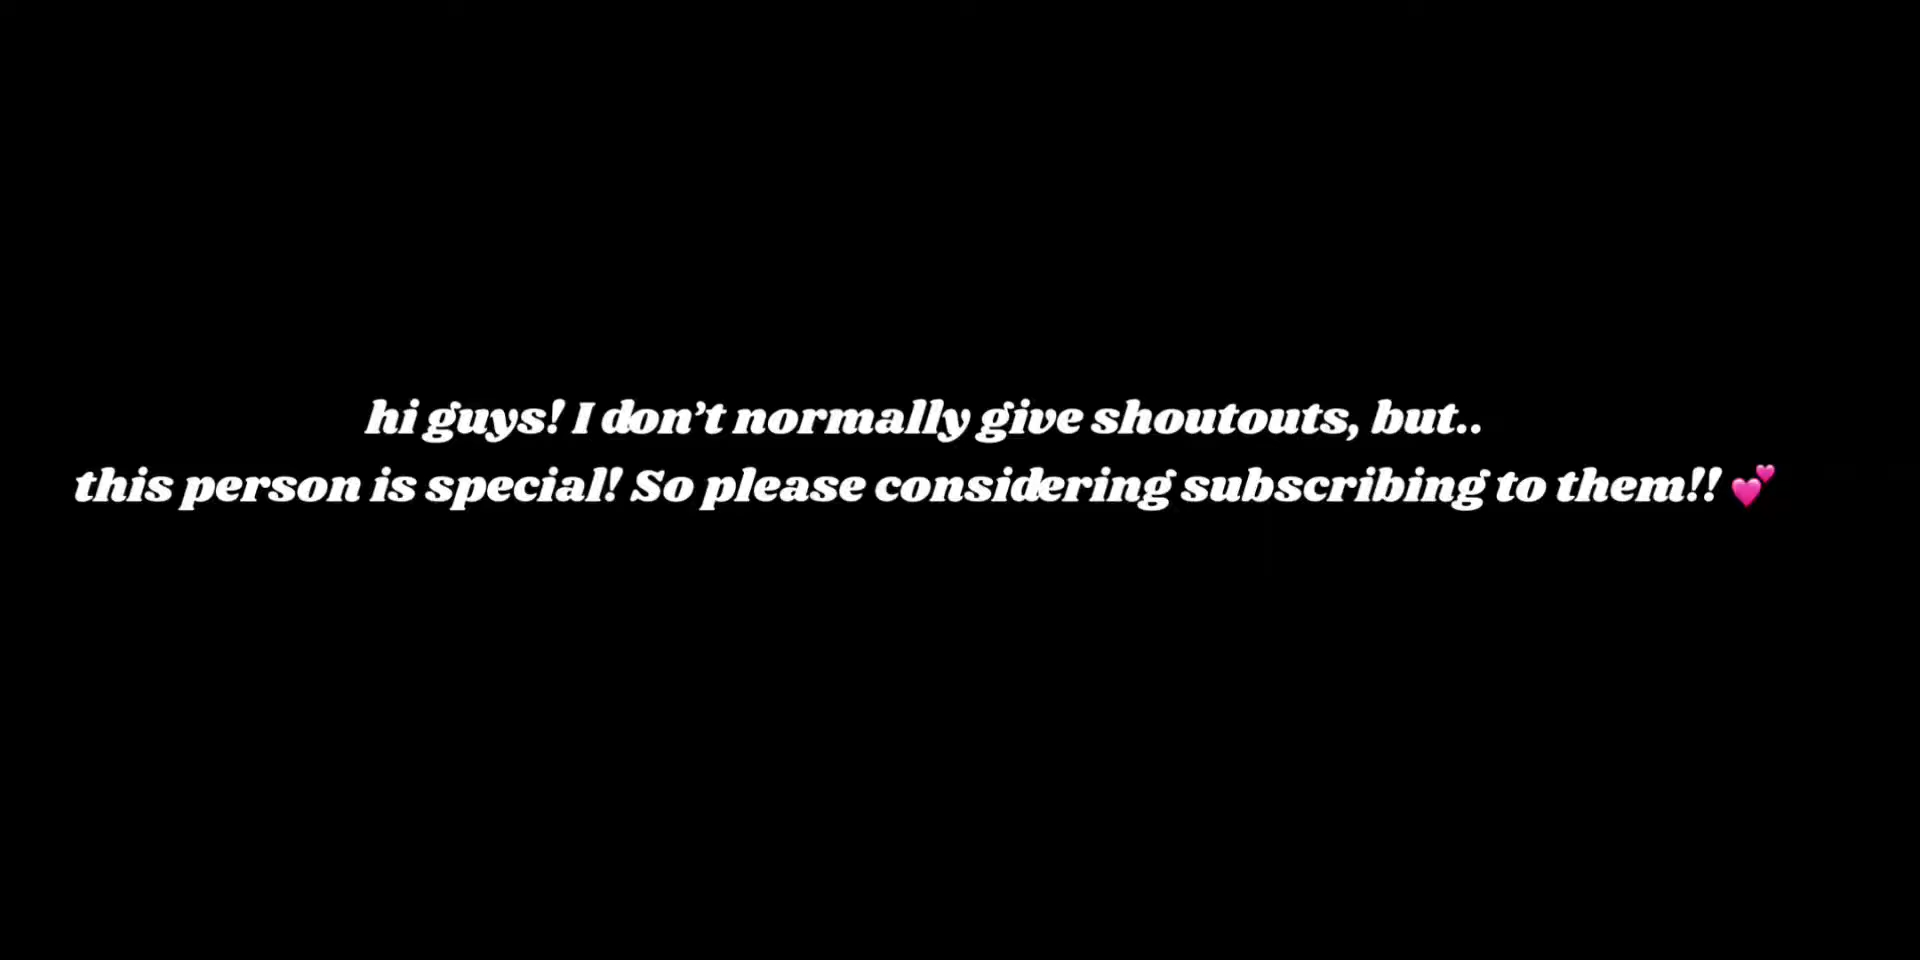 hi guys! I don’t normally give shoutouts, but..
this person is special! So please considering subscribing to them!! 💕